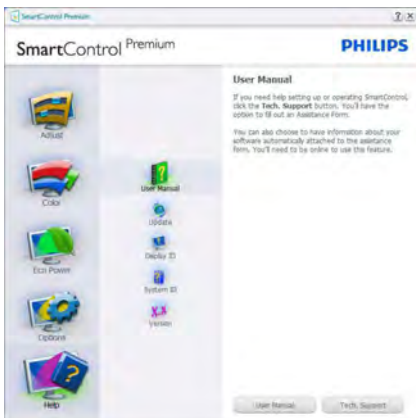 SmartControl Premium
SmartControl Premium
PHILIPS
Adjust
Color
Eco Power
Options
Help
User Manual
Update
Display ID
System ID
Version
User Manual
If you need help setting up or operating SmartControl,
click the Tech. Support button. You'll have the
option to fill out an Assistance Form.
You can also choose to have information about your
software automatically attached to the assistance
form. You'll need to be online to use this feature.
User Manual
Tech. Support